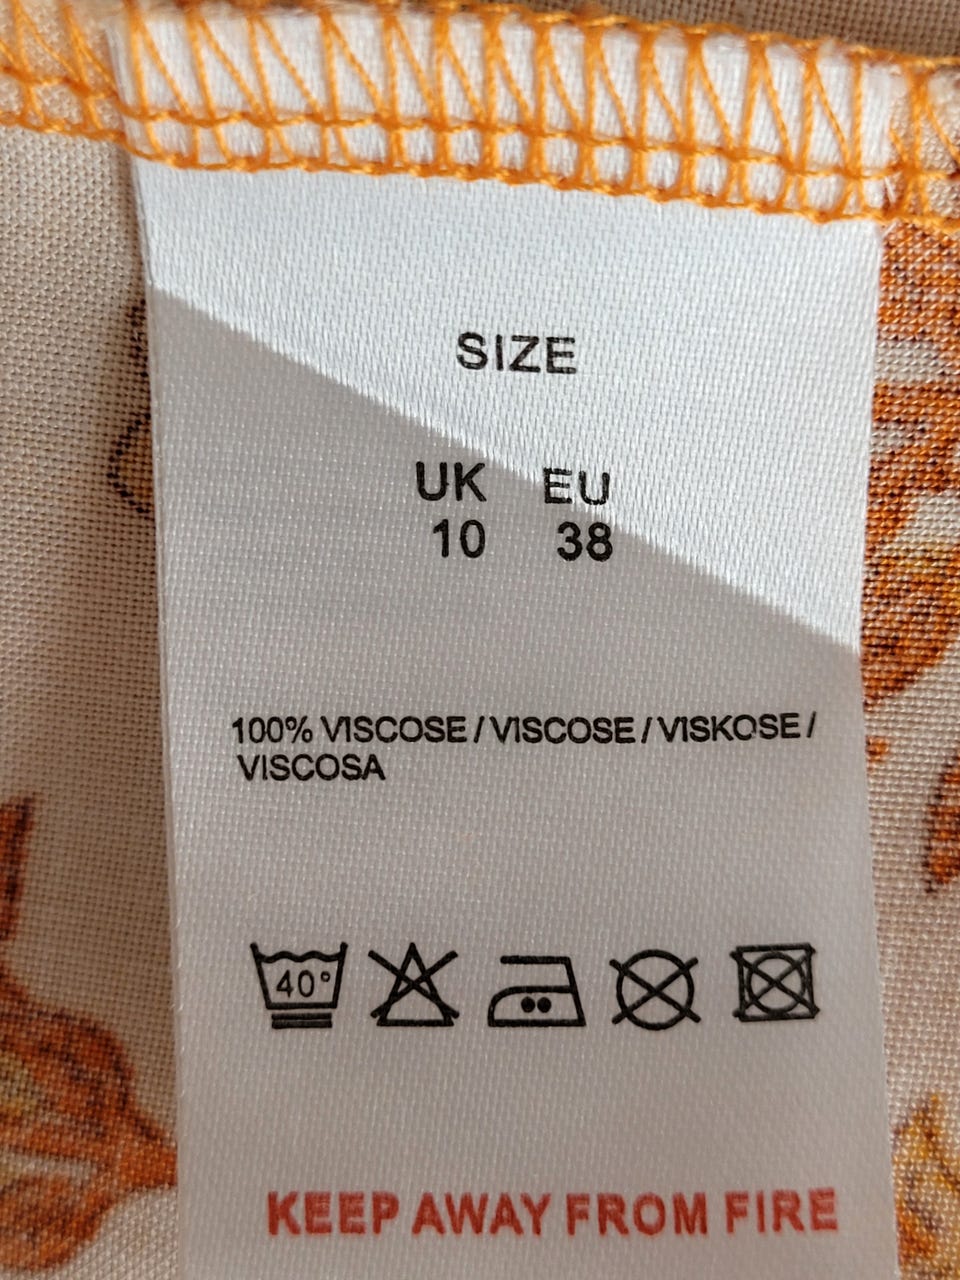 SIZE
UK EU
10 38
100% VISCOSE / VISCOSE / VISKOSE /
VISCOSA
40°
KEEP AWAY FROM FIRE